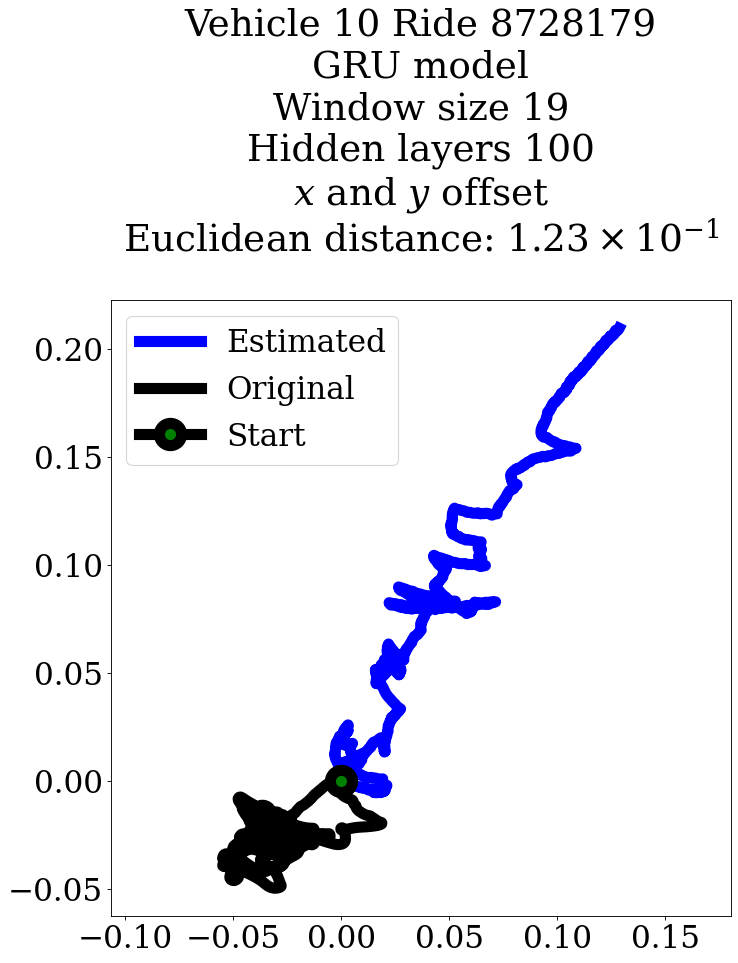 Vehicle 10 Ride 8728179
GRU model
Window size 19
Hidden layers 100
x and y offset
Euclidean distance: 1.23 × 10⁻¹
Estimated
Original
Start
0.20
0.15
0.10
0.05
0.00
−0.05
−0.10 −0.05 0.00 0.05 0.10 0.15